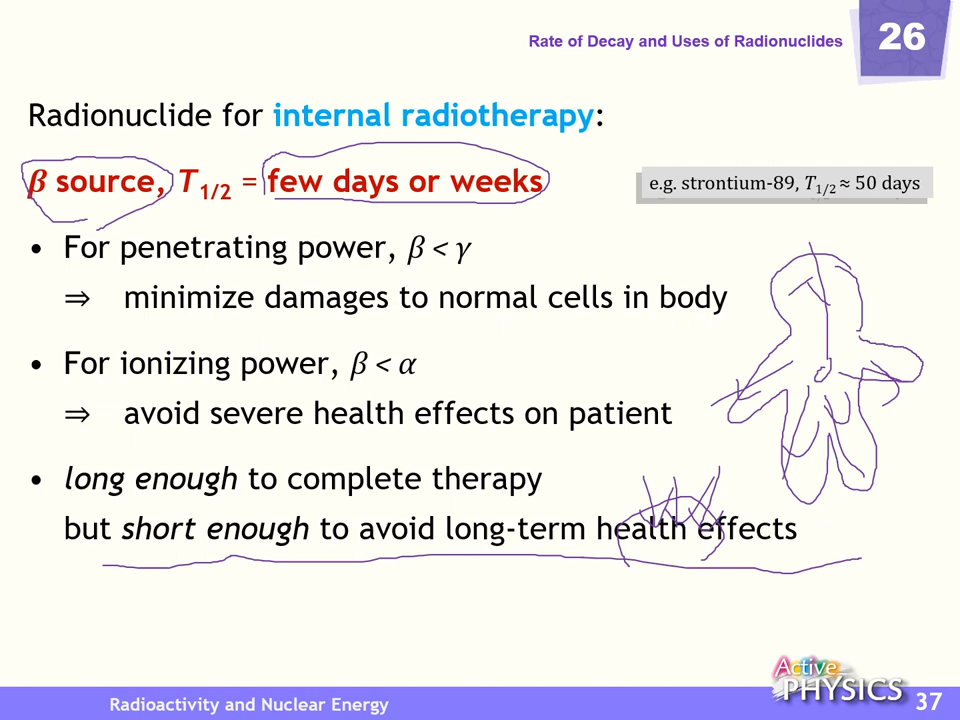 Rate of Decay and Uses of Radionuclides
26
Radionuclide for internal radiotherapy:
β source, T1/2 = few days or weeks
e.g. strontium-89, T1/2 ≈ 50 days
• For penetrating power, β < γ
⇒ minimize damages to normal cells in body
• For ionizing power, β < α
⇒ avoid severe health effects on patient
• long enough to complete therapy
but short enough to avoid long-term health effects
Active
PHYSICS
Radioactivity and Nuclear Energy
37